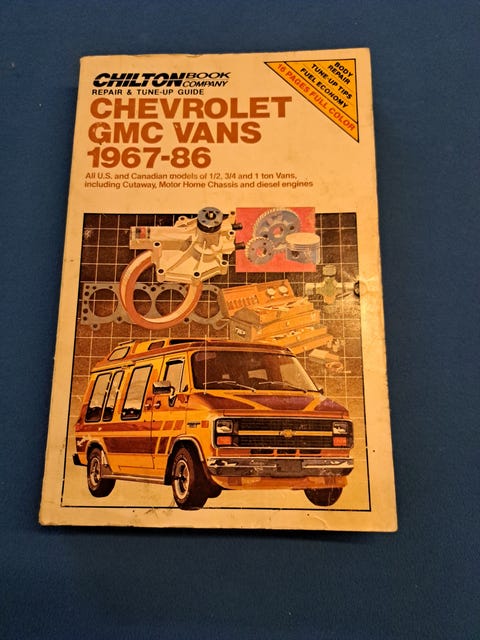 CHILTON BOOK COMPANY
REPAIR & TUNE-UP GUIDE
CHEVROLET
GMC VANS
1967-86
All U.S. and Canadian models of 1/2, 3/4 and 1 ton Vans,
including Cutaway, Motor Home Chassis and diesel engines
BODY
REPAIR
TUNE-UP TIPS
FUEL ECONOMY
16 PAGES FULL COLOR